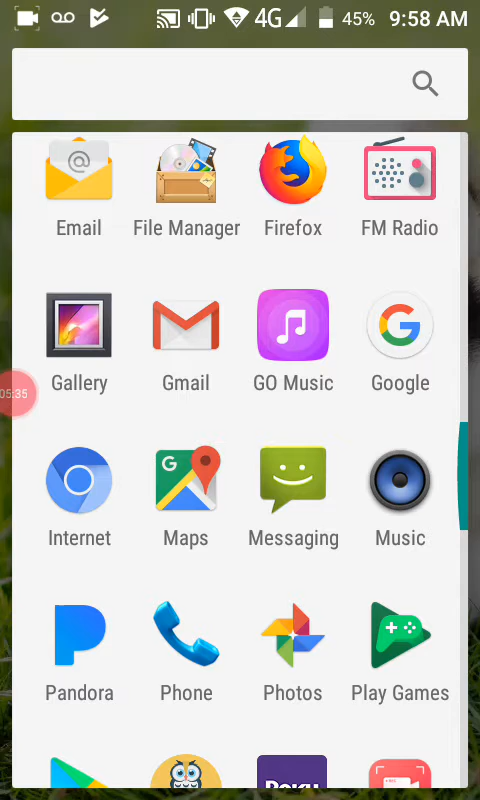 4G 45% 9:58 AM
@
Email File Manager Firefox FM Radio
G
Gallery Gmail GO Music Google
05:35
G
Internet Maps Messaging Music
Pandora Phone Photos Play Games
Roku